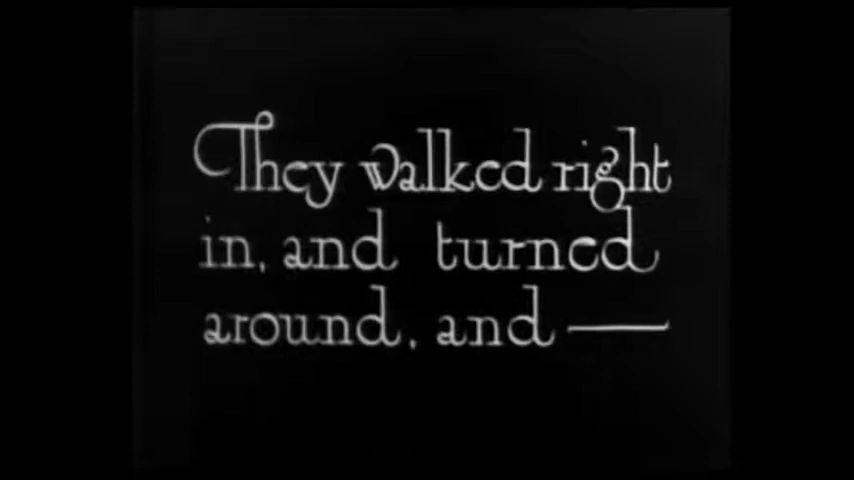 They walked right
in, and turned
around, and —